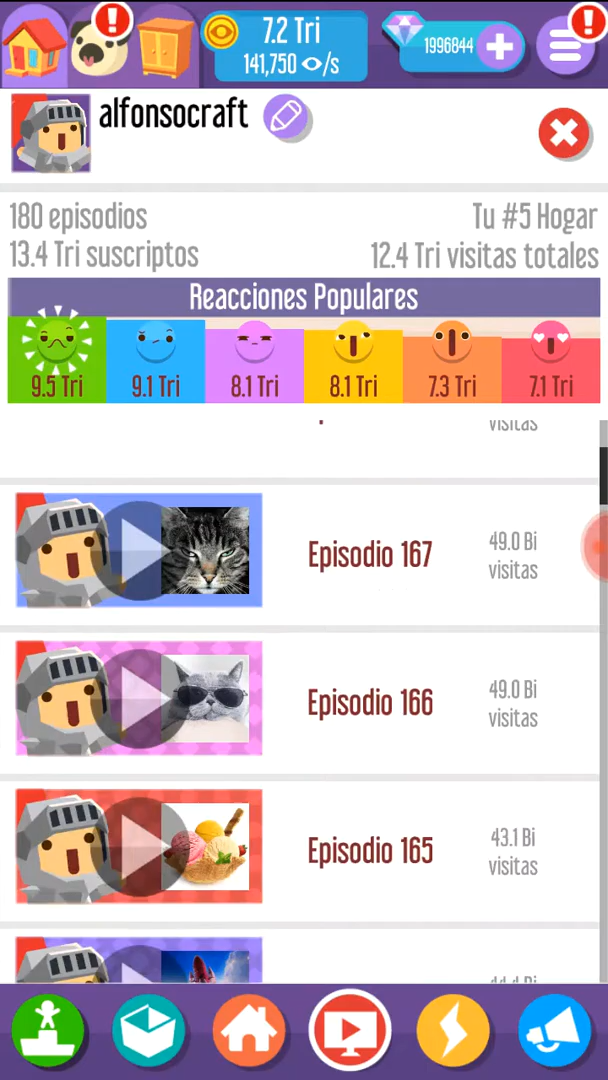 7.2 Tri
141,750 /s
1996844
alfonsocraft
180 episodios
Tu #5 Hogar
13.4 Tri suscriptos
12.4 Tri visitas totales
Reacciones Populares
9.5 Tri
9.1 Tri
8.1 Tri
8.1 Tri
7.3 Tri
7.1 Tri
visitas
Episodio 167
49.0 Bi
visitas
Episodio 166
49.0 Bi
visitas
Episodio 165
43.1 Bi
visitas